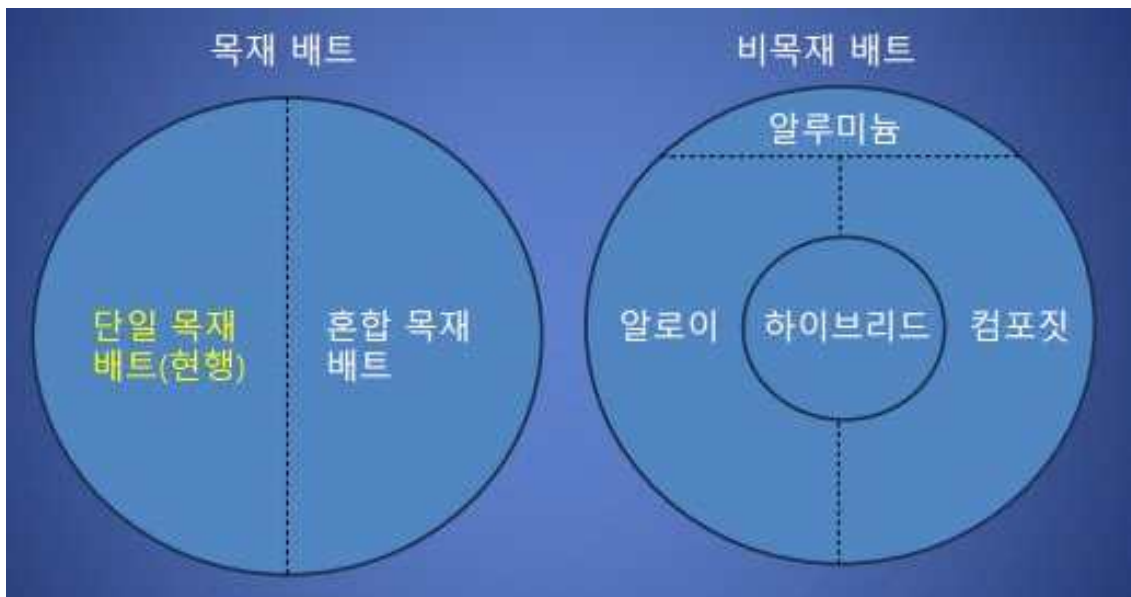 목재 배트
비목재 배트
단일 목재
배트(현행)
혼합 목재
배트
알루미늄
알로이
하이브리드
컴포짓